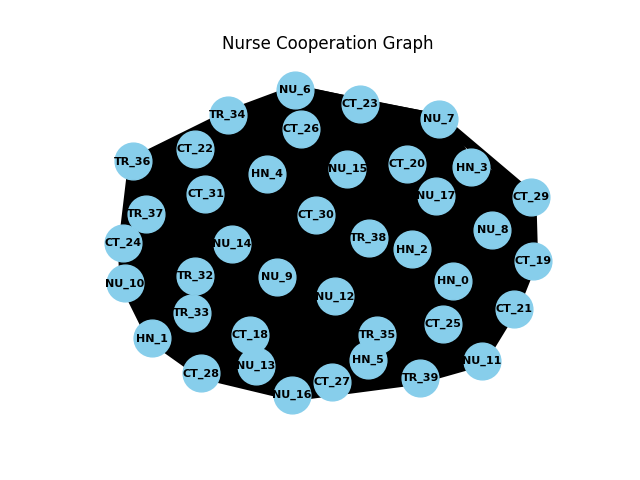 Nurse Cooperation Graph
NU_6
CT_23
TR_34
NU_7
CT_26
CT_22
TR_36
CT_20
HN_3
NU_15
HN_4
CT_31
NU_17
CT_29
TR_37
CT_30
NU_8
TR_38
CT_24
NU_14
HN_2
CT_19
TR_32
NU_9
HN_0
NU_10
NU_12
CT_21
TR_33
CT_25
CT_18
TR_35
HN_1
HN_5
NU_11
NU_13
CT_28
TR_39
CT_27
NU_16